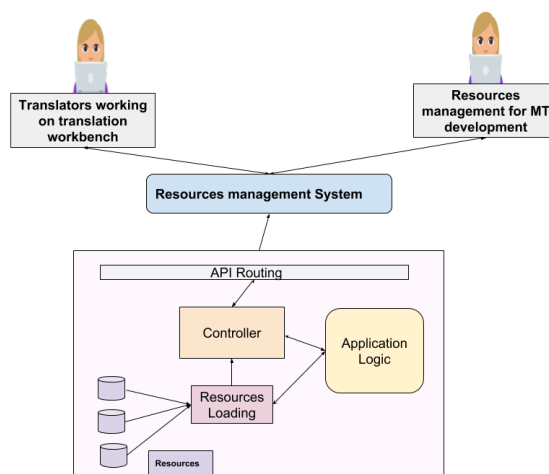 Translators working
on translation
workbench
Resources
management for MT
development
Resources management System
API Routing
Controller
Application
Logic
Resources
Loading
Resources